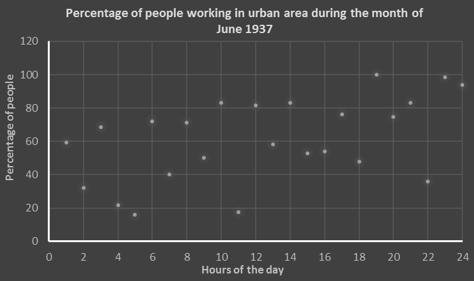 Percentage of people working in urban area during the month of
June 1937
120
100
80
60
40
20
0
Percentage of people
0 2 4 6 8 10 12 14 16 18 20 22 24
Hours of the day